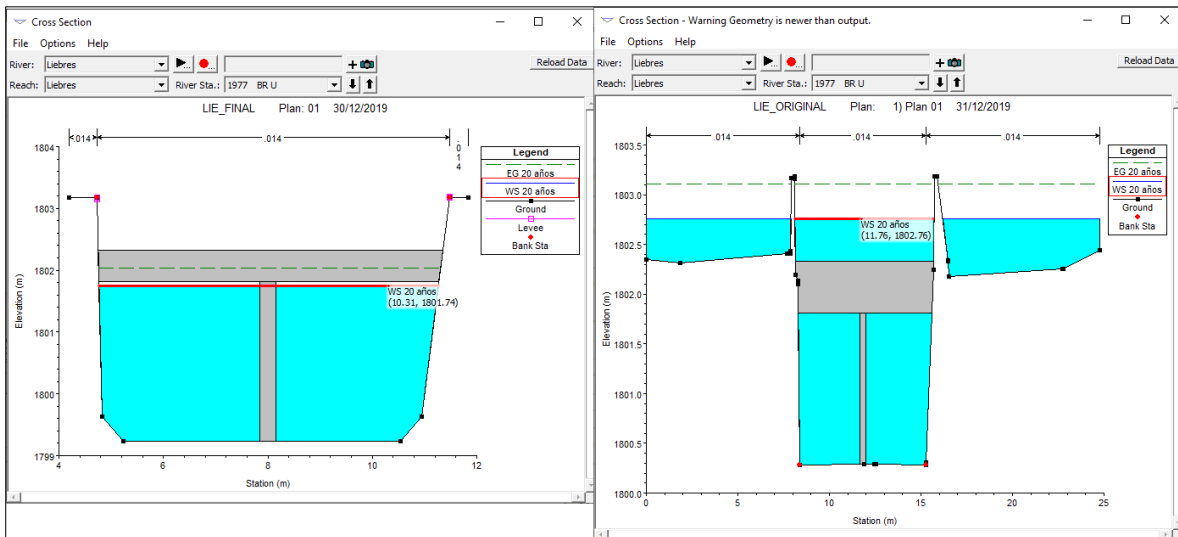 Cross Section
File Options Help
River: Liebres
Reload Data
Reach: Liebres River Sta.: 1977 BR U
LIE_FINAL Plan: 01 30/12/2019
.014 .014 .014
Legend
EG 20 años
WS 20 años
Ground
Levee
Bank Sta
WS 20 años
(10.31, 1801.74)
Elevation (m)
1804
1803
1802
1801
1800
1799
4 6 8 10 12
Station (m)
Cross Section - Warning Geometry is newer than output.
File Options Help
River: Liebres
Reload Data
Reach: Liebres River Sta.: 1977 BR U
LIE_ORIGINAL Plan: 1) Plan 01 31/12/2019
.014 .014 .014
Legend
EG 20 años
WS 20 años
Ground
Bank Sta
WS 20 años
(11.76, 1802.76)
Elevation (m)
1803.5
1803.0
1802.5
1802.0
1801.5
1801.0
1800.5
1800.0
0 5 10 15 20 25
Station (m)